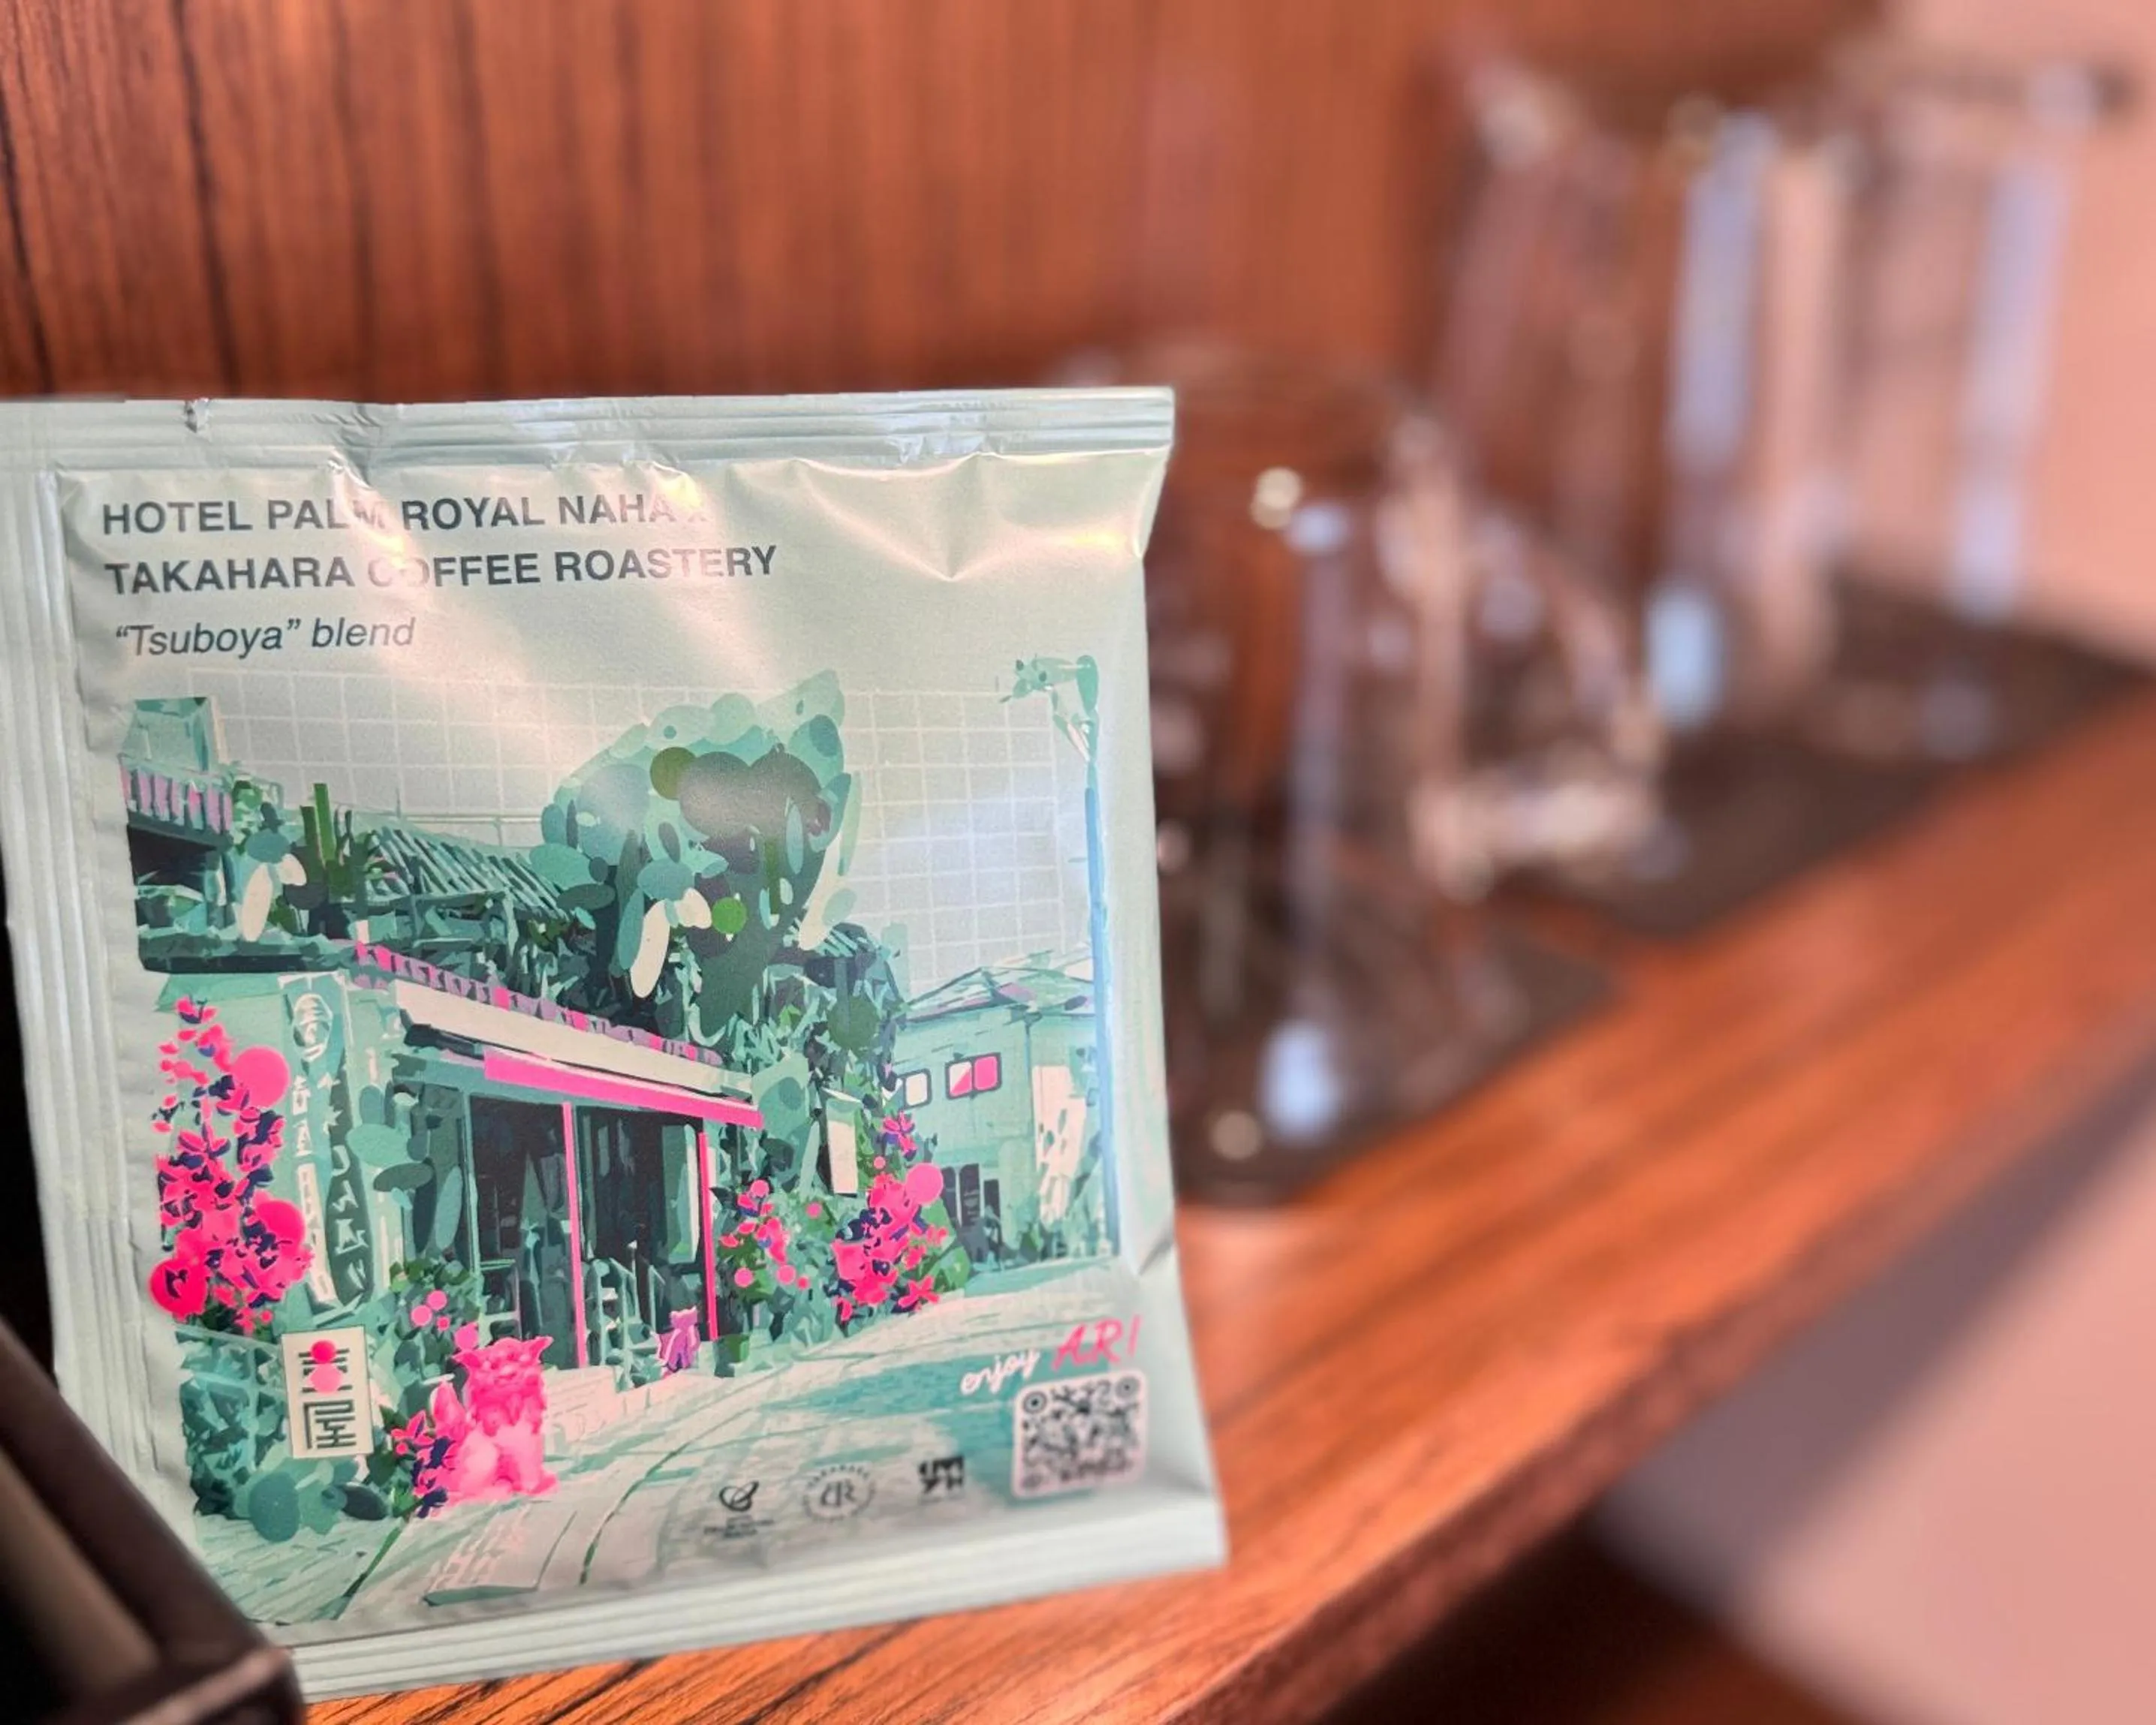 HOTEL PALM ROYAL NAHA x
TAKAHARA COFFEE ROASTERY
“Tsuboya” blend
壺
屋
enjoy AR!